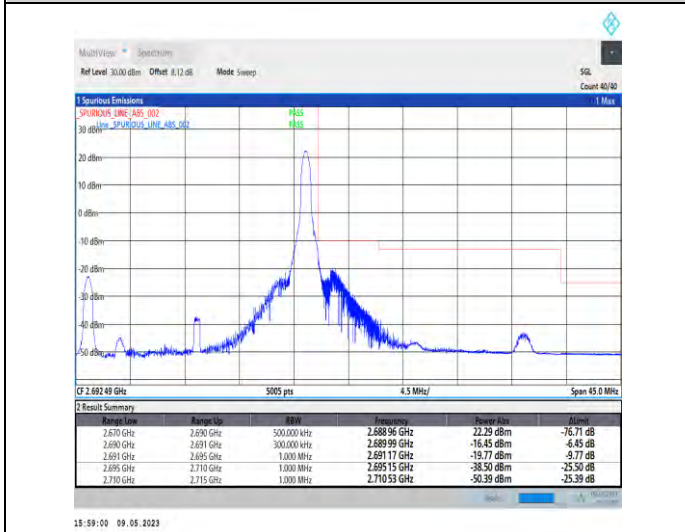 MultiView Spectrum
Ref Level 30.00 dBm Offset 8.12 dB Mode Sweep SGL
Count 40/40
1 Spurious Emissions 1 Max
_SPURIOUS_LINE_ABS_002 PASS
Line _SPURIOUS_LINE_ABS_002 PASS
30 dBm
20 dBm
10 dBm
0 dBm
-10 dBm
-20 dBm
-30 dBm
-40 dBm
-50 dBm
CF 2.692 49 GHz 5005 pts 4.5 MHz/ Span 45.0 MHz
2 Result Summary
Range Low Range Up RBW Frequency Power Abs ΔLimit
2.670 GHz 2.690 GHz 500.000 kHz 2.688 96 GHz 22.29 dBm -76.71 dB
2.690 GHz 2.691 GHz 300.000 kHz 2.689 99 GHz -16.45 dBm -6.45 dB
2.691 GHz 2.695 GHz 1.000 MHz 2.691 17 GHz -19.77 dBm -9.77 dB
2.695 GHz 2.710 GHz 1.000 MHz 2.695 15 GHz -38.50 dBm -25.50 dB
2.710 GHz 2.715 GHz 1.000 MHz 2.710 53 GHz -50.39 dBm -25.39 dB
15:59:00 09.05.2023